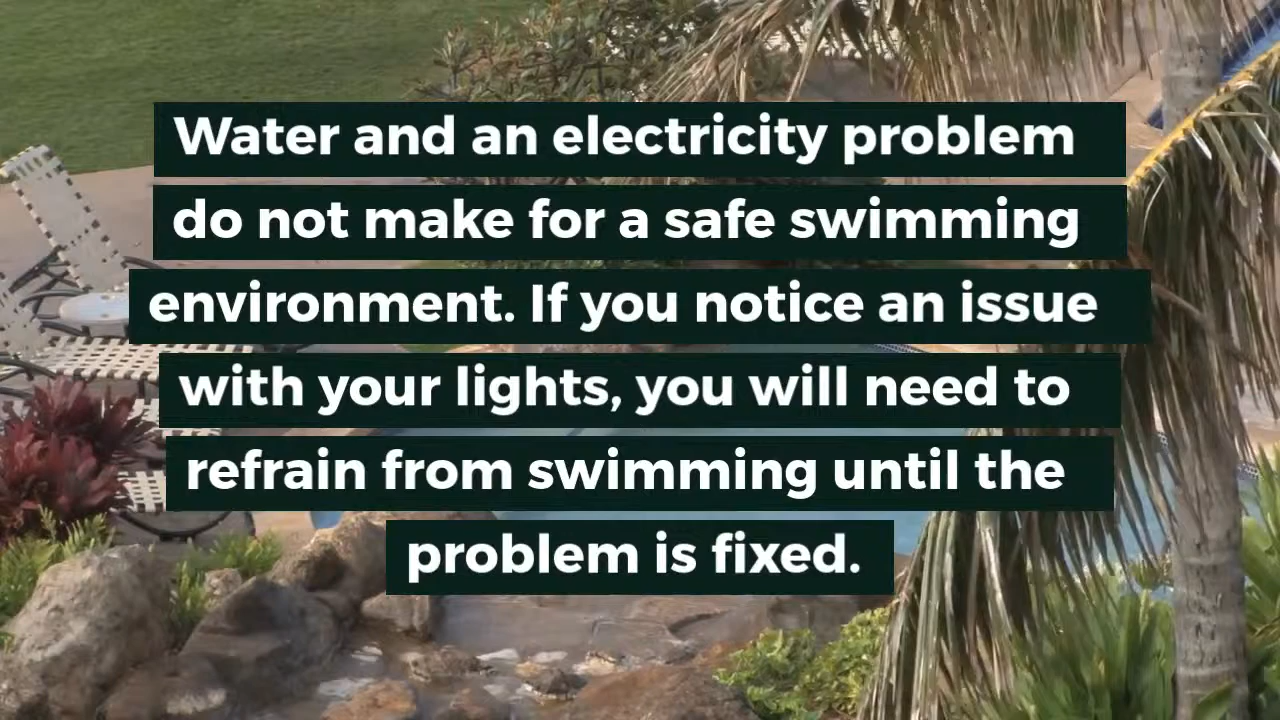 Water and an electricity problem
do not make for a safe swimming
environment. If you notice an issue
with your lights, you will need to
refrain from swimming until the
problem is fixed.